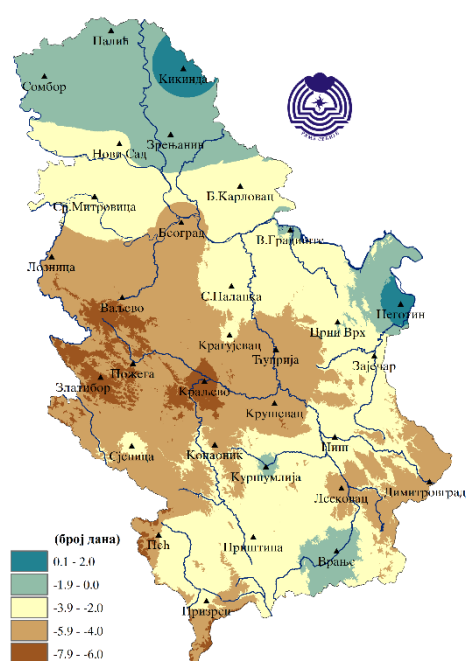 Палић
Кикинда
Сомбор
Зрењанин
Нови Сад
Б.Карловац
Ср.Митровица
Београд
В.Градиште
Лозница
С.Паланка
Ваљево
Неготин
Црни Врх
Крагујевац
Ћуприја
Зајечар
Пожега
Златибор
Краљево
Крушевац
Ниш
Сјеница
Копаоник
Куршумлија
Димитровград
Лесковац
Пећ
Приштина
Врање
Призрен
(број дана)
0.1 - 2.0
-1.9 - 0.0
-3.9 - -2.0
-5.9 - -4.0
-7.9 - -6.0